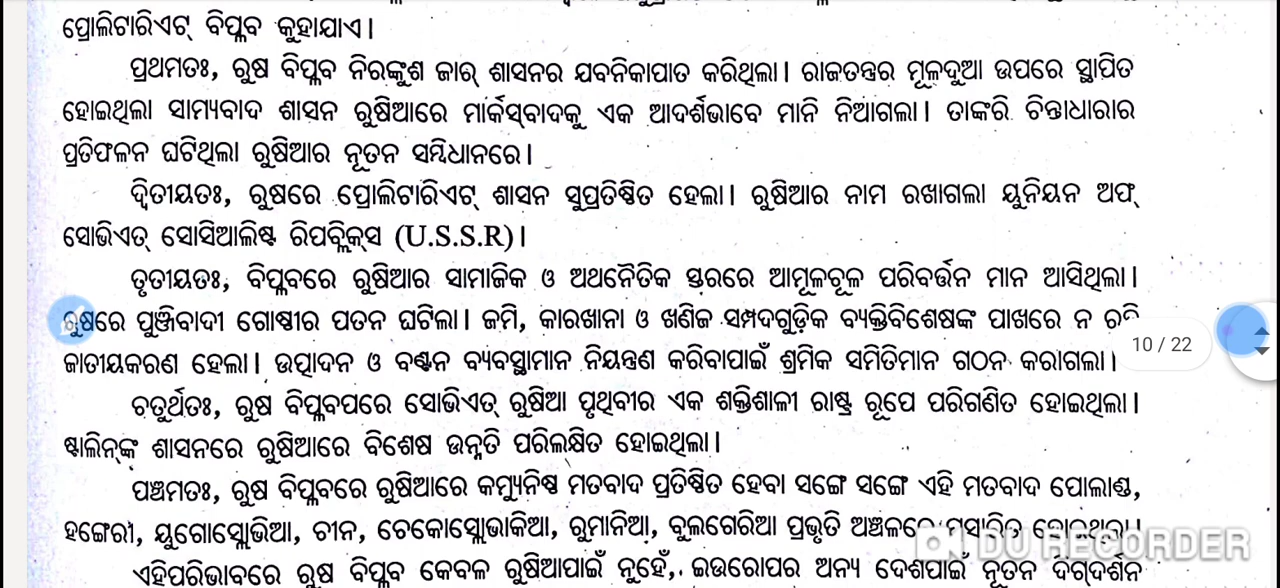 ପ୍ରୋଲିଟାରିଏଟ୍ ବିପ୍ଳବ କୁହାଯାଏ।
ପ୍ରଥମତଃ, ରୁଷ ବିପ୍ଳବ ନିରଙ୍କୁଶ ଜାର୍ ଶାସନର ଯବନିକାପାତ କରିଥିଲା। ରାଜତନ୍ତ୍ରର ମୂଳଦୁଆ ଉପରେ ସ୍ଥାପିତ
ହୋଇଥିଲା ସାମ୍ୟବାଦ ଶାସନ ରୁଷିଆରେ ମାର୍କସ୍‌ବାଦକୁ ଏକ ଆଦର୍ଶଭାବେ ମାନି ନିଆଗଲା। ତାଙ୍କରି ଚିନ୍ତାଧାରାର
ପ୍ରତିଫଳନ ଘଟିଥିଲା ରୁଷିଆର ନୂତନ ସମ୍ବିଧାନରେ।
ଦ୍ୱିତୀୟତଃ, ରୁଷରେ ପ୍ରୋଲିଟାରିଏଟ୍ ଶାସନ ସୁପ୍ରତିଷ୍ଠିତ ହେଲା। ରୁଷିଆର ନାମ ରଖାଗଲା ୟୁନିୟନ ଅଫ୍
ସୋଭିଏତ୍ ସୋସିଆଲିଷ୍ଟ ରିପବ୍ଲିକ୍‌ସ (U.S.S.R)।
ତୃତୀୟତଃ, ବିପ୍ଳବରେ ରୁଷିଆର ସାମାଜିକ ଓ ଅଥନୈତିକ ସ୍ତରରେ ଆମୂଳଚୂଳ ପରିବର୍ତ୍ତନ ମାନ ଆସିଥିଲା।
ରୁଷରେ ପୁଞ୍ଜିବାଦୀ ଗୋଷ୍ଠୀର ପତନ ଘଟିଲା। ଜମି, କାରଖାନା ଓ ଖଣିଜ ସମ୍ପଦଗୁଡ଼ିକ ବ୍ୟକ୍ତିବିଶେଷଙ୍କ ପାଖରେ ନ
10 / 22
ଜାତୀୟକରଣ ହେଲା। ଉତ୍ପାଦନ ଓ ବଣ୍ଟନ ବ୍ୟବସ୍ଥାମାନ ନିୟନ୍ତ୍ରଣ କରିବାପାଇଁ ଶ୍ରମିକ ସମିତିମାନ ଗଠନ କରାଗଲା।
ଚତୁର୍ଥତଃ, ରୁଷ ବିପ୍ଳବପରେ ସୋଭିଏତ୍ ରୁଷିଆ ପୃଥିବୀର ଏକ ଶକ୍ତିଶାଳୀ ରାଷ୍ଟ୍ର ରୂପେ ପରିଗଣିତ ହୋଇଥିଲା।
ଷ୍ଟାଲିନ୍‌ଙ୍କ ଶାସନରେ ରୁଷିଆରେ ବିଶେଷ ଉନ୍ନତି ପରିଲକ୍ଷିତ ହୋଇଥିଲା।
ପଞ୍ଚମତଃ, ରୁଷ ବିପ୍ଳବରେ ରୁଷିଆରେ କମ୍ୟୁନିଷ୍ଟ ମତବାଦ ପ୍ରତିଷ୍ଠିତ ହେବା ସଙ୍ଗେ ସଙ୍ଗେ ଏହି ମତବାଦ ପୋଲାଣ୍ଡ,
ହଙ୍ଗେରୀ, ୟୁଗୋସ୍ଲୋଭିଆ, ଚୀନ, ଚେକୋସ୍ଲୋଭାକିଆ, ରୁମାନିଆ, ବୁଲଗେରିଆ ପ୍ରଭୃତି
DU RECORDER
ଏହିପରିଭାବରେ ରୁଷ ବିପ୍ଳବ କେବଳ ରୁଷିଆପାଇଁ ନୁହେଁ, ଇଉରୋପର ଅନ୍ୟ ଦେଶପାଇଁ ନୂତନ ଦିଗ୍‌ଦର୍ଶନ